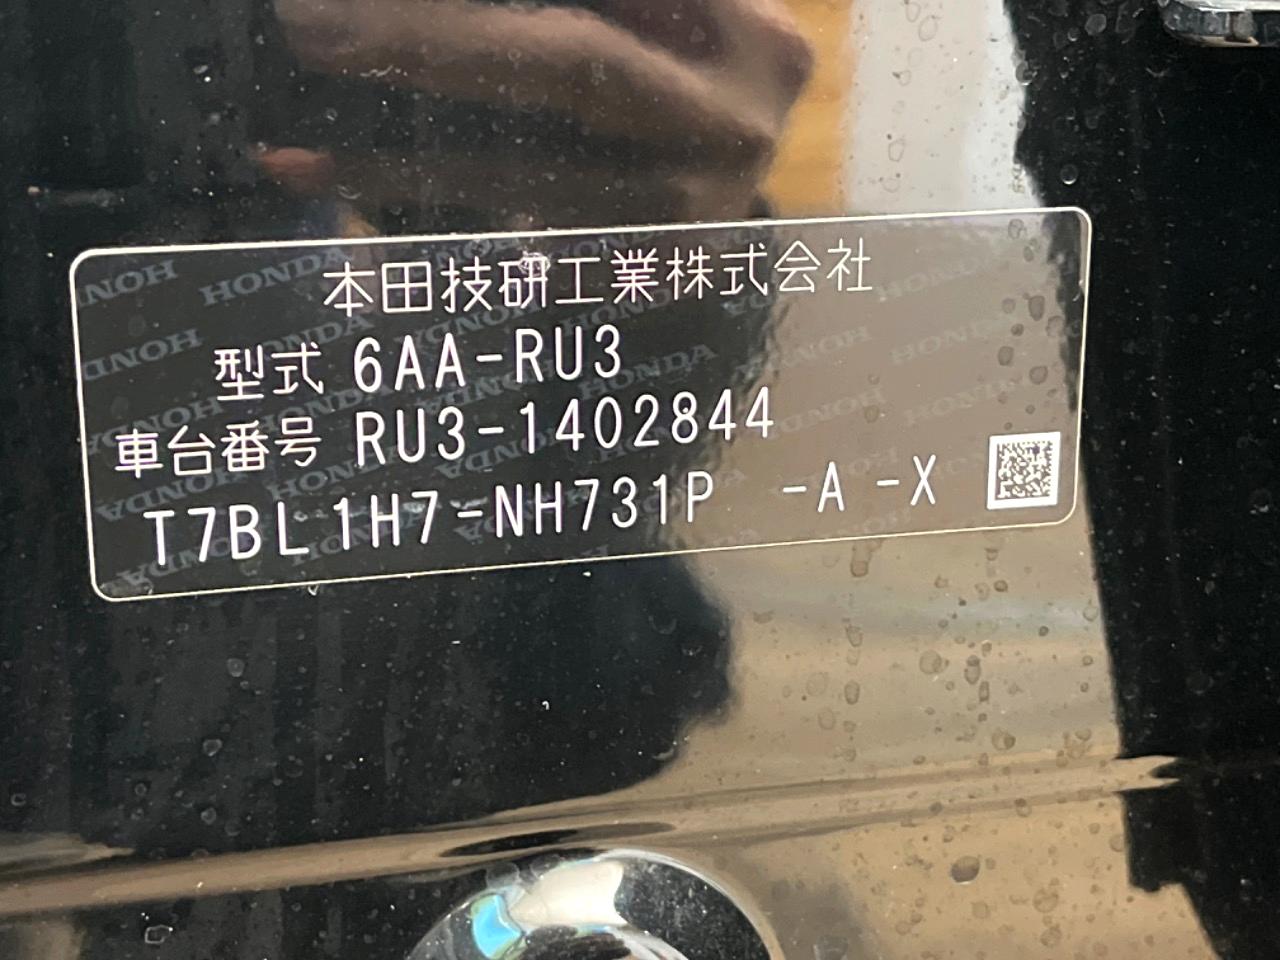 本田技研工業株式会社
型式 6AA-RU3
車台番号 RU3-1402844
T7BL1H7-NH731P -A -X